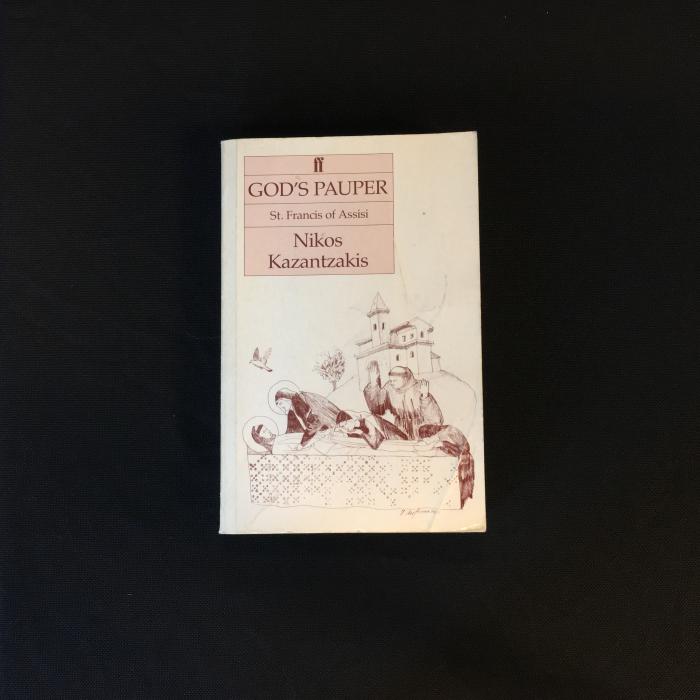 ff
GOD'S PAUPER
St. Francis of Assisi
Nikos
Kazantzakis